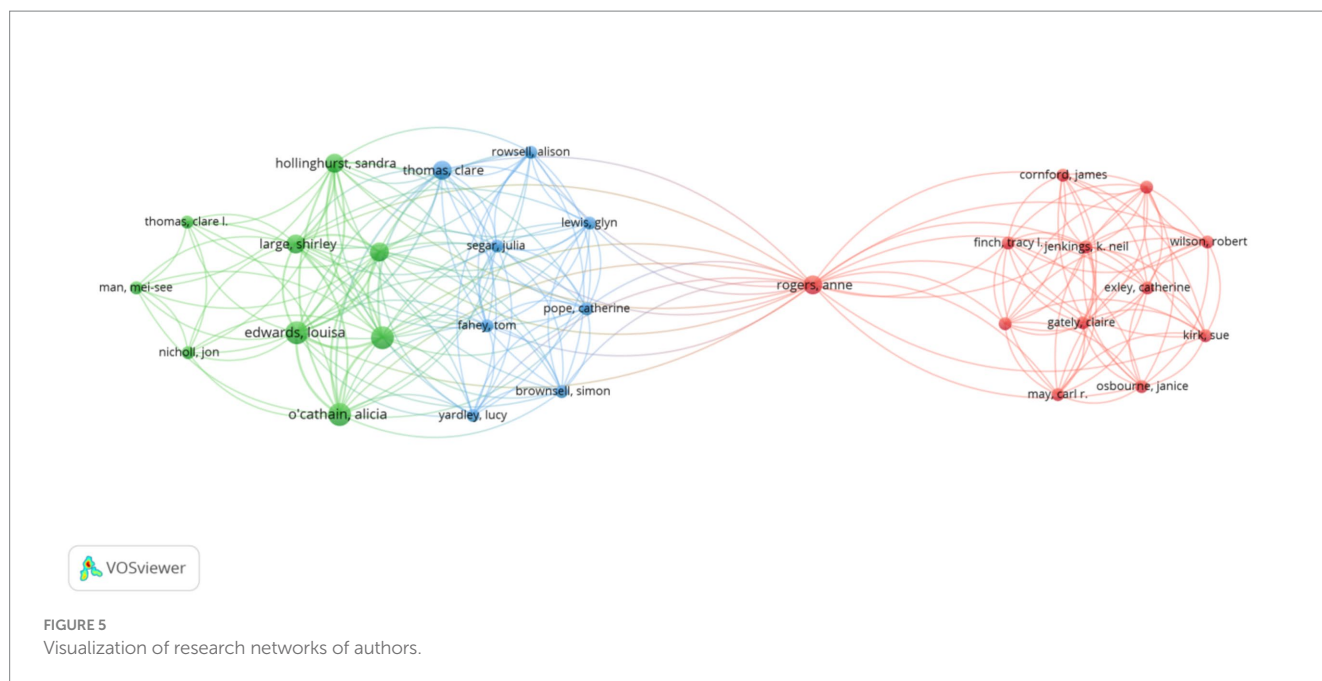 rowsell, alison
hollinghurst, sandra
thomas, clare
cornford, james
thomas, clare l.
lewis, glyn
large, shirley
segar, julia
finch, tracy l.
jenkings, k. neil
wilson, robert
man, mei-see
rogers, anne
exley, catherine
pope, catherine
edwards, louisa
fahey, tom
gately, claire
kirk, sue
nicholl, jon
brownsell, simon
may, carl r.
osbourne, janice
o'cathain, alicia
yardley, lucy
VOSviewer
FIGURE 5
Visualization of research networks of authors.